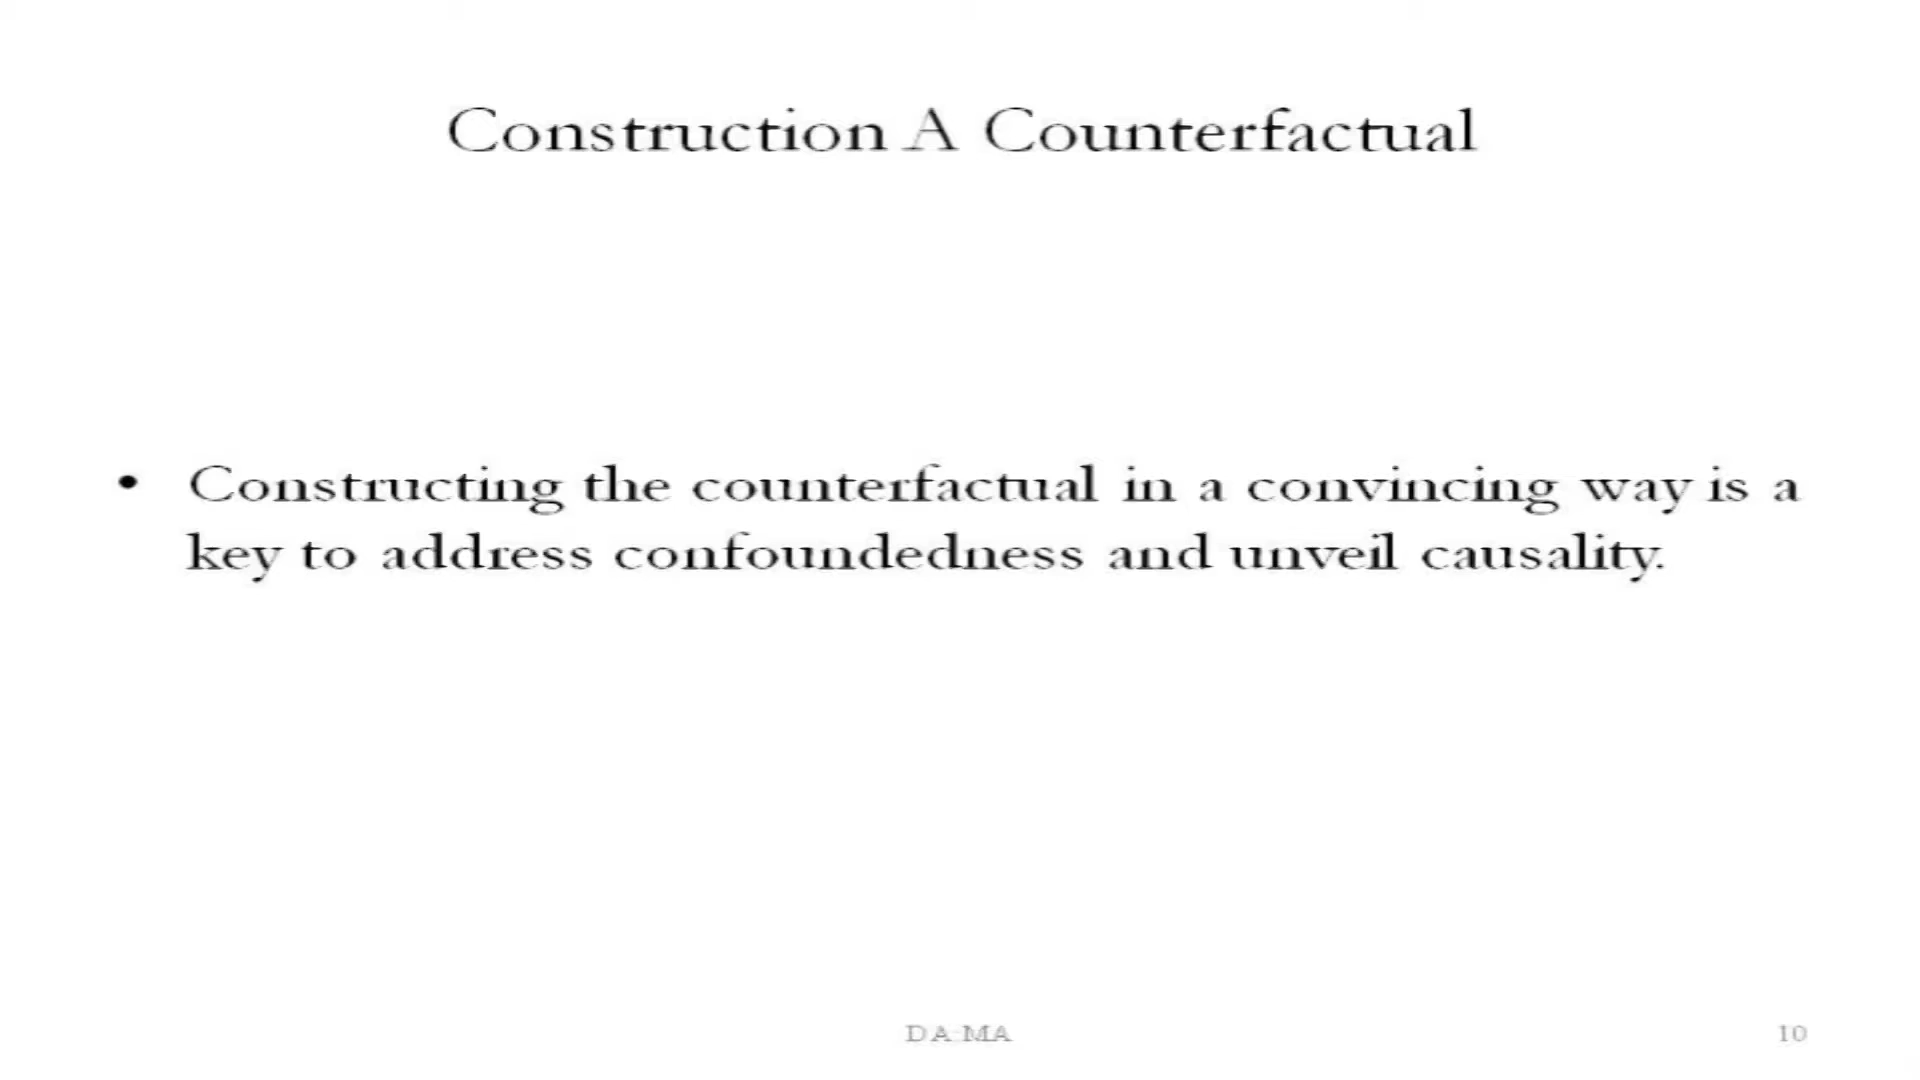 Construction A Counterfactual
• Constructing the counterfactual in a convincing way is a
key to address confoundedness and unveil causality.
DA:MA
10